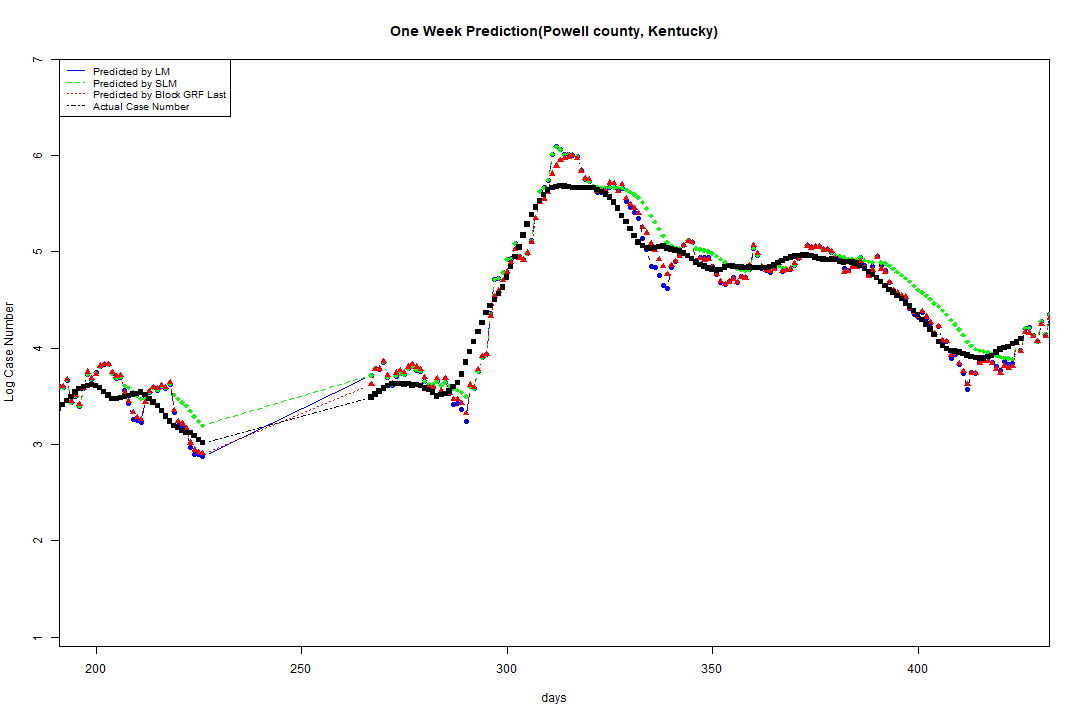 One Week Prediction(Powell county, Kentucky)
Predicted by LM
Predicted by SLM
Predicted by Block GRF Last
Actual Case Number
Log Case Number
7
6
5
4
3
2
1
200 250 300 350 400
days